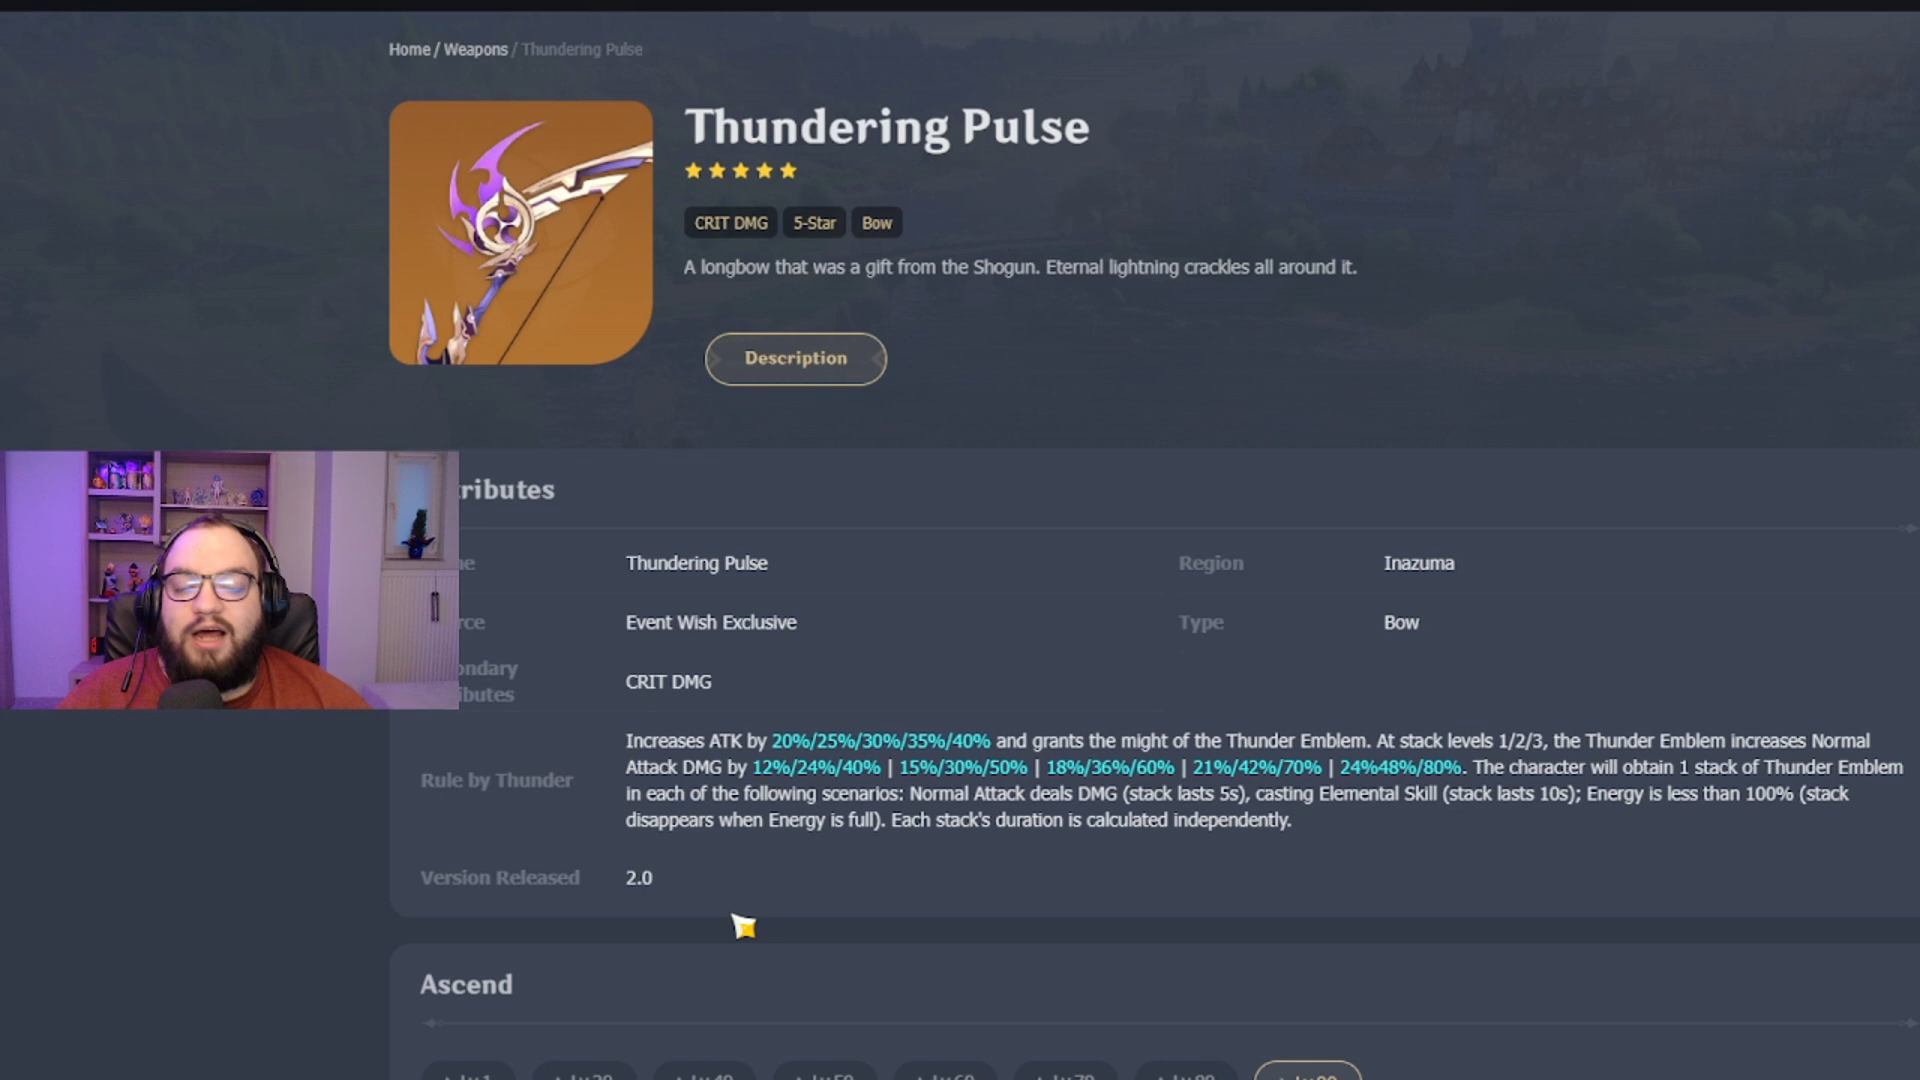 Home / Weapons / Thundering Pulse
Thundering Pulse
CRIT DMG 5-Star Bow
A longbow that was a gift from the Shogun. Eternal lightning crackles all around it.
Description
tributes
e Thundering Pulse Region Inazuma
rce Event Wish Exclusive Type Bow
ondary
ibutes
CRIT DMG
Rule by Thunder
Increases ATK by 20%/25%/30%/35%/40% and grants the might of the Thunder Emblem. At stack levels 1/2/3, the Thunder Emblem increases Normal
Attack DMG by 12%/24%/40% | 15%/30%/50% | 18%/36%/60% | 21%/42%/70% | 24%48%/80%. The character will obtain 1 stack of Thunder Emblem
in each of the following scenarios: Normal Attack deals DMG (stack lasts 5s), casting Elemental Skill (stack lasts 10s); Energy is less than 100% (stack
disappears when Energy is full). Each stack's duration is calculated independently.
Version Released 2.0
Ascend